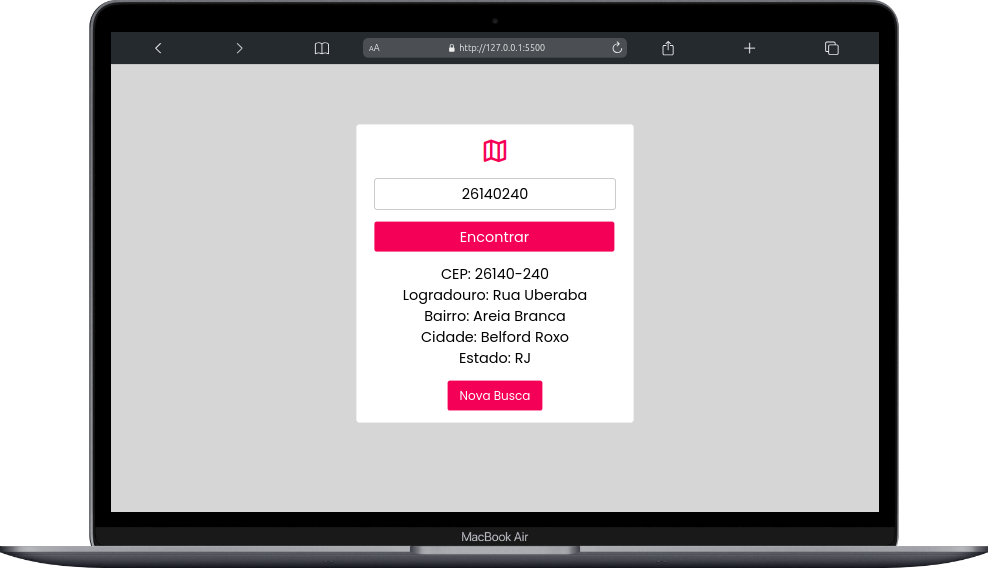 AA
http://127.0.0.1:5500
26140240
Encontrar
CEP: 26140-240
Logradouro: Rua Uberaba
Bairro: Areia Branca
Cidade: Belford Roxo
Estado: RJ
Nova Busca
MacBook Air